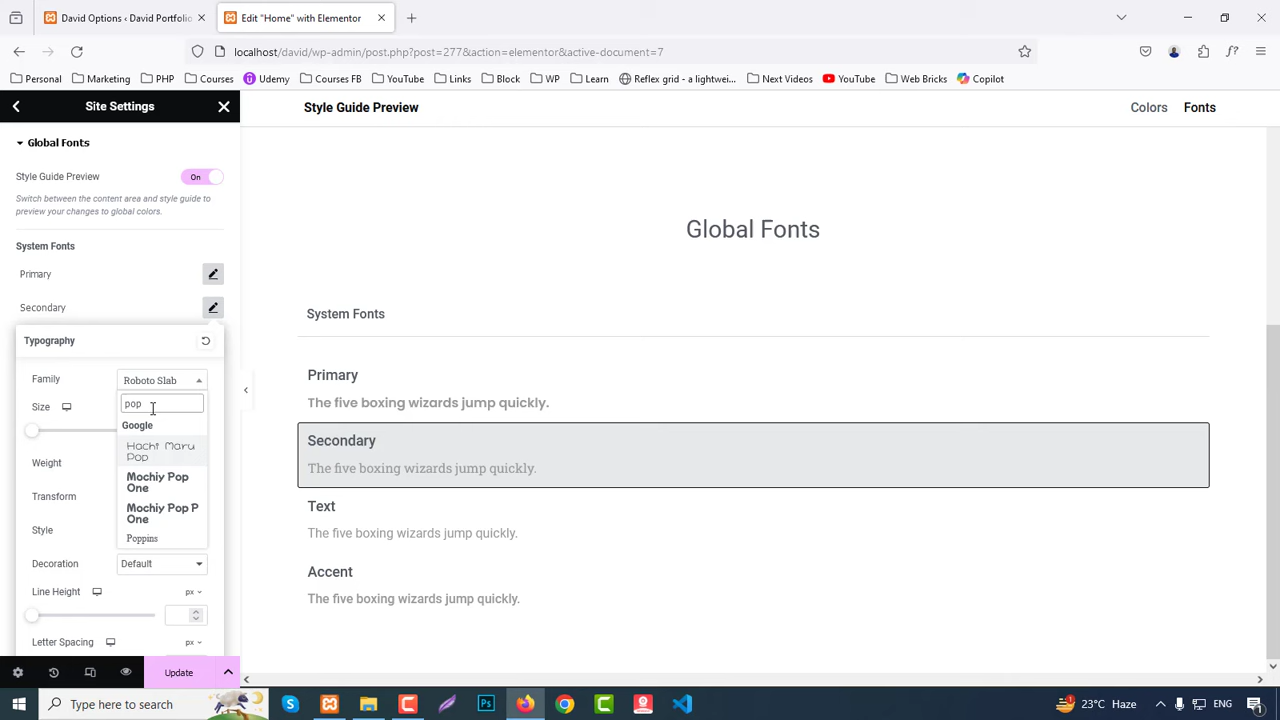 David Options ‹ David Portfolio
Edit "Home" with Elementor
localhost/david/wp-admin/post.php?post=277&action=elementor&active-document=7
Personal
Marketing
PHP
Courses
Udemy
Courses FB
YouTube
Links
Block
WP
Learn
Reflex grid - a lightwei...
Next Videos
YouTube
Web Bricks
Copilot
Site Settings
Style Guide Preview
Colors
Fonts
Global Fonts
Style Guide Preview
On
Switch between the content area and style guide to
preview your changes to global colors.
System Fonts
Primary
Secondary
Typography
Family
Roboto Slab
pop
Size
Google
Hachi Maru
Pop
Mochiy Pop
One
Mochiy Pop P
One
Poppins
Weight
Transform
Style
Decoration
Default
Line Height
px
Letter Spacing
px
Update
Global Fonts
System Fonts
Primary
The five boxing wizards jump quickly.
Secondary
The five boxing wizards jump quickly.
Text
The five boxing wizards jump quickly.
Accent
The five boxing wizards jump quickly.
Type here to search
23°C Haze
12:33 PM